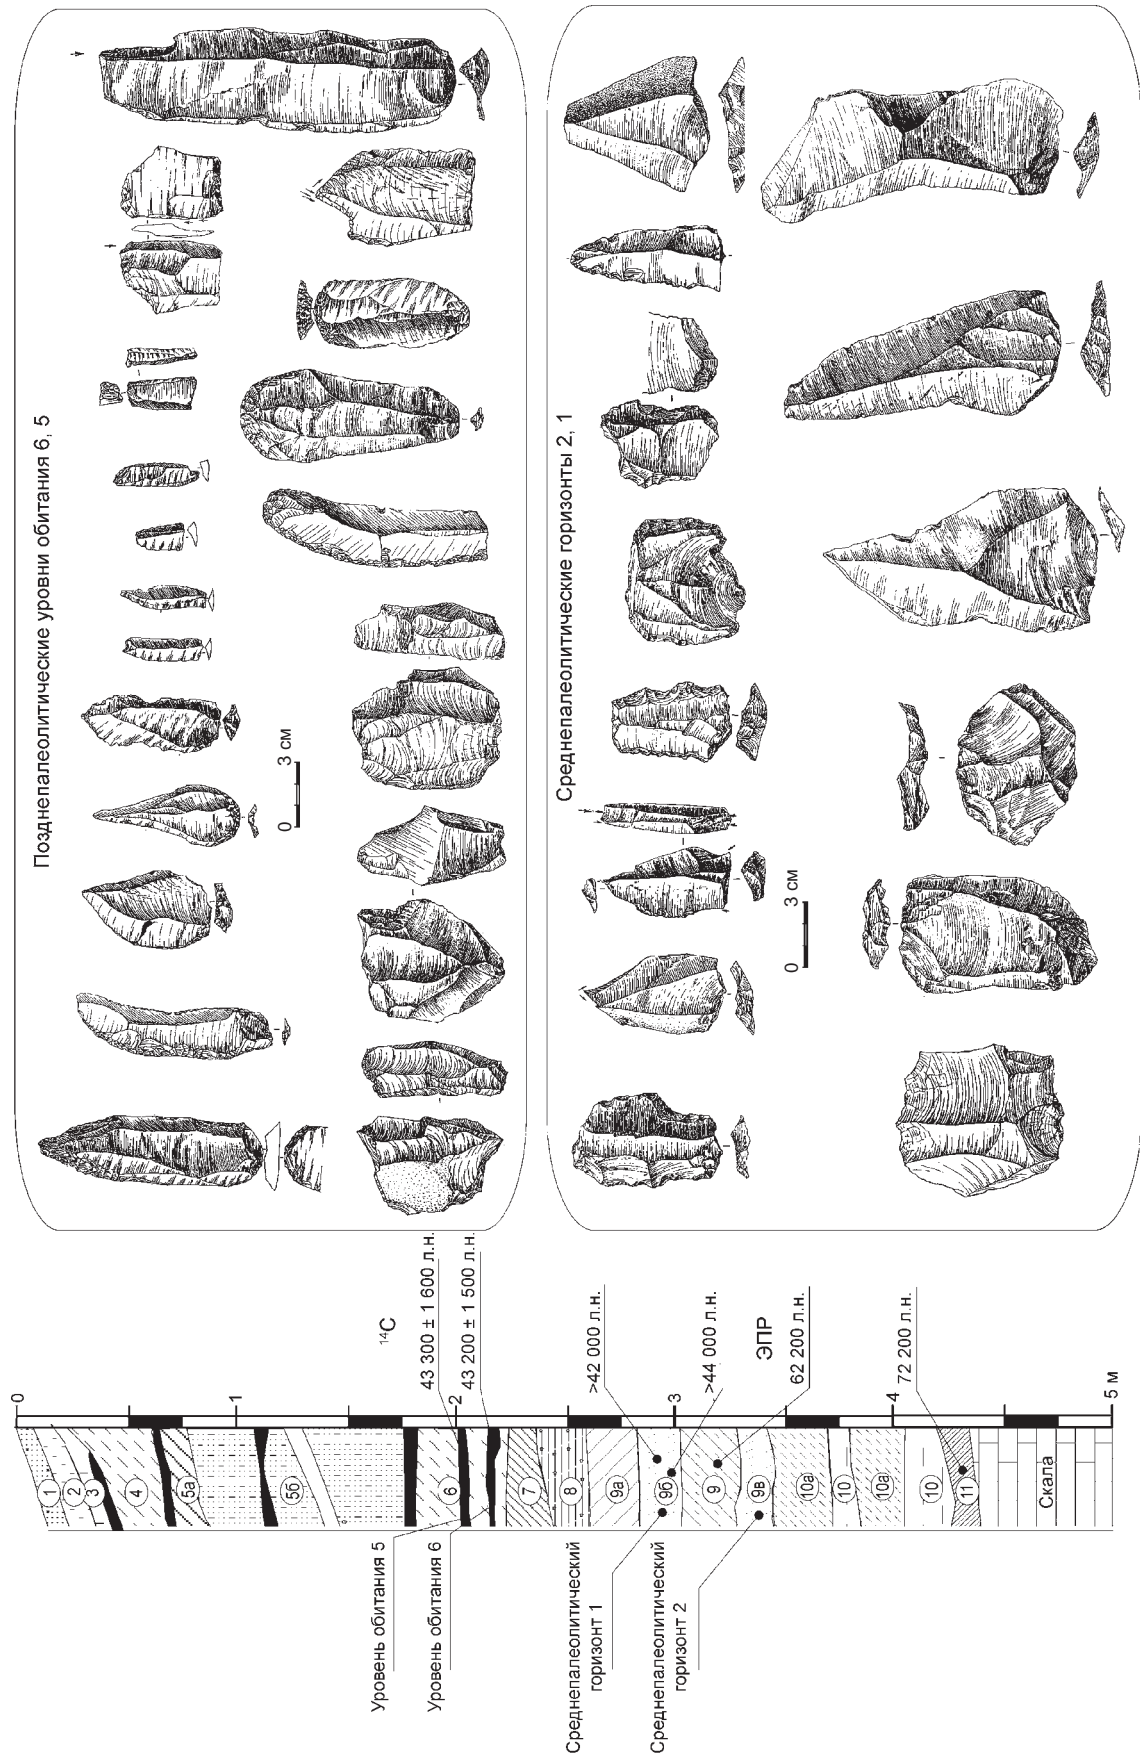 Позднепалеолитические уровни обитания 6, 5
0
3 см
Среднепалеолитические горизонты 2, 1
0
3 см
¹⁴C
43 300 ± 1 600 л.н.
43 200 ± 1 500 л.н.
>42 000 л.н.
>44 000 л.н.
ЭПР
62 200 л.н.
72 200 л.н.
0
1
2
3
4
5 м
1
2
3
4
5а
5б
6
7
8
9а
9б
9
9в
10а
10
10а
10
11
Скала
Уровень обитания 5
Уровень обитания 6
Среднепалеолитический
горизонт 1
Среднепалеолитический
горизонт 2